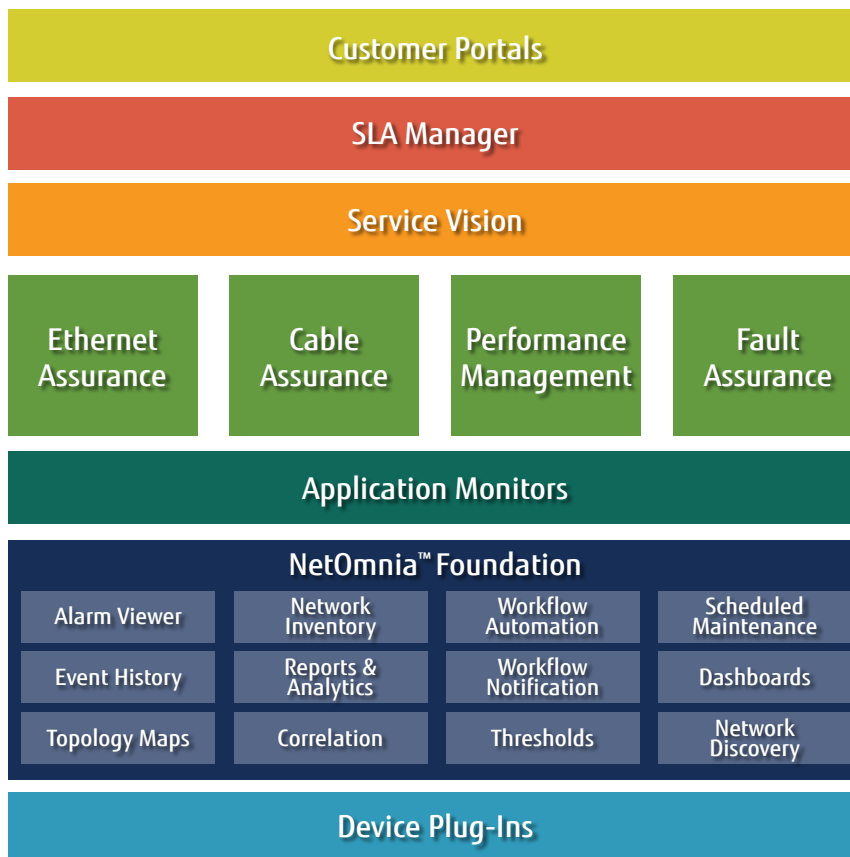 Customer Portals
SLA Manager
Service Vision
Ethernet
Assurance
Cable
Assurance
Performance
Management
Fault
Assurance
Application Monitors
NetOmnia™ Foundation
Alarm Viewer
Network
Inventory
Workflow
Automation
Scheduled
Maintenance
Event History
Reports &
Analytics
Workflow
Notification
Dashboards
Topology Maps
Correlation
Thresholds
Network
Discovery
Device Plug-Ins